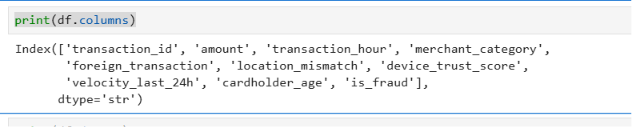 print(df.columns)
Index(['transaction_id', 'amount', 'transaction_hour', 'merchant_category',
'foreign_transaction', 'location_mismatch', 'device_trust_score',
'velocity_last_24h', 'cardholder_age', 'is_fraud'],
dtype='str')